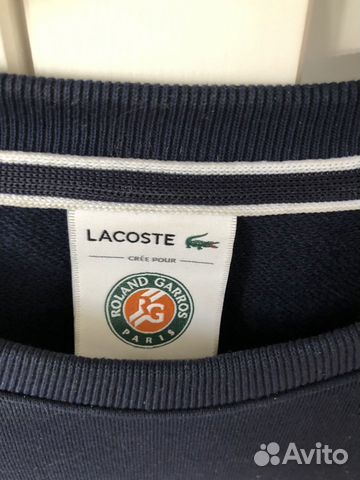 LACOSTE
CRÉE POUR
ROLAND GARROS
RG
PARIS
Avito